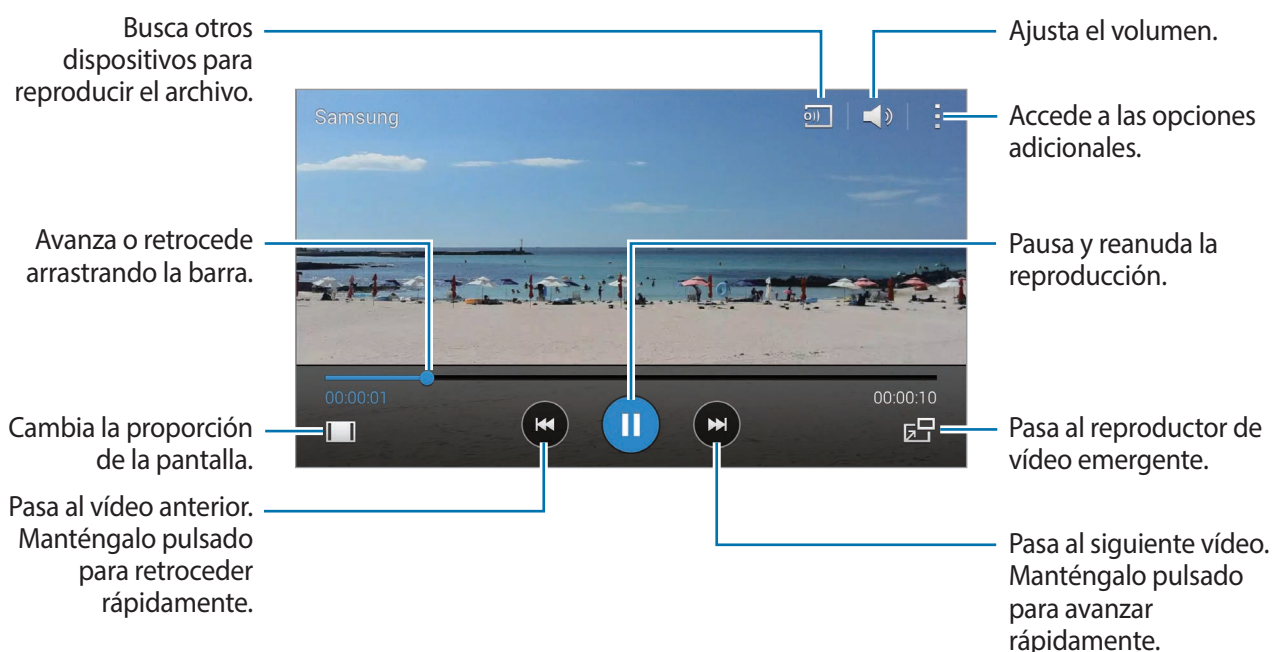 Busca otros
dispositivos para
reproducir el archivo.
Ajusta el volumen.
Samsung
Accede a las opciones
adicionales.
Avanza o retrocede
arrastrando la barra.
Pausa y reanuda la
reproducción.
00:00:01
00:00:10
Cambia la proporción
de la pantalla.
Pasa al reproductor de
vídeo emergente.
Pasa al vídeo anterior.
Manténgalo pulsado
para retroceder
rápidamente.
Pasa al siguiente vídeo.
Manténgalo pulsado
para avanzar
rápidamente.